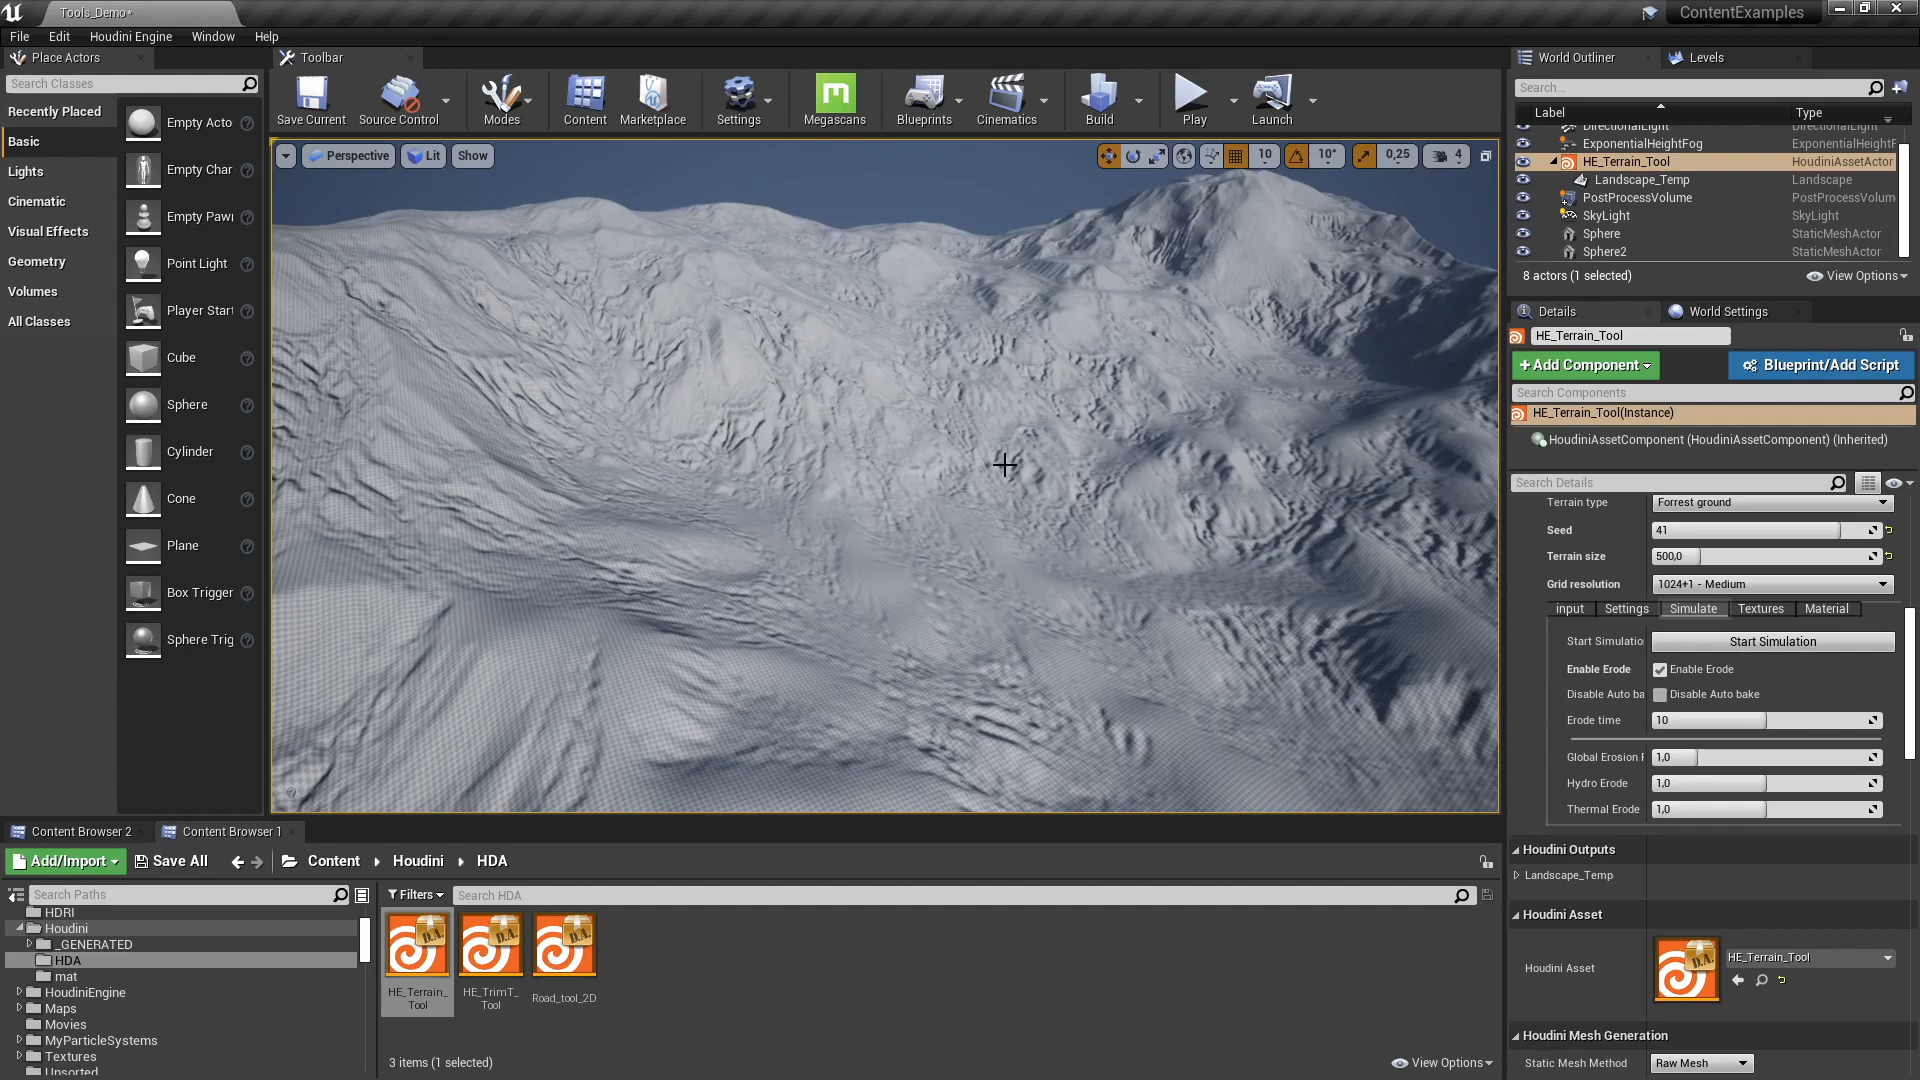 Tools_Demo*
ContentExamples
File Edit Houdini Engine Window Help
Place Actors
Search Classes
Recently Placed
Basic
Lights
Cinematic
Visual Effects
Geometry
Volumes
All Classes
Empty Acto
Empty Char
Empty Pawn
Point Light
Player Start
Cube
Sphere
Cylinder
Cone
Plane
Box Trigger
Sphere Trig
Toolbar
Save Current
Source Control
Modes
Content
Marketplace
Settings
Megascans
Blueprints
Cinematics
Build
Play
Launch
Perspective Lit Show
10 10° 0,25 4
World Outliner
Levels
Search...
Label Type
DirectionalLight DirectionalLight
ExponentialHeightFog ExponentialHeightF
HE_Terrain_Tool HoudiniAssetActor
Landscape_Temp Landscape
PostProcessVolume PostProcessVolum
SkyLight SkyLight
Sphere StaticMeshActor
Sphere2 StaticMeshActor
8 actors (1 selected) View Options
Details
World Settings
HE_Terrain_Tool
+Add Component
Blueprint/Add Script
Search Components
HE_Terrain_Tool(Instance)
HoudiniAssetComponent (HoudiniAssetComponent) (Inherited)
Search Details
Terrain type Forrest ground
Seed 41
Terrain size 500,0
Grid resolution 1024+1 - Medium
input Settings Simulate Textures Material
Start Simulatio Start Simulation
Enable Erode Enable Erode
Disable Auto ba Disable Auto bake
Erode time 10
Global Erosion F 1,0
Hydro Erode 1,0
Thermal Erode 1,0
Houdini Outputs
Landscape_Temp
Houdini Asset
Houdini Asset
D.A.
HE_Terrain_Tool
Houdini Mesh Generation
Static Mesh Method Raw Mesh
Content Browser 2
Content Browser 1
Add/Import Save All Content Houdini HDA
Search Paths
HDRI
Houdini
_GENERATED
HDA
mat
HoudiniEngine
Maps
Movies
MyParticleSystems
Textures
Unsorted
Filters
Search HDA
D.A.
D.A.
D.A.
HE_Terrain_
Tool
HE_TrimT_
Tool
Road_tool_2D
3 items (1 selected)
View Options